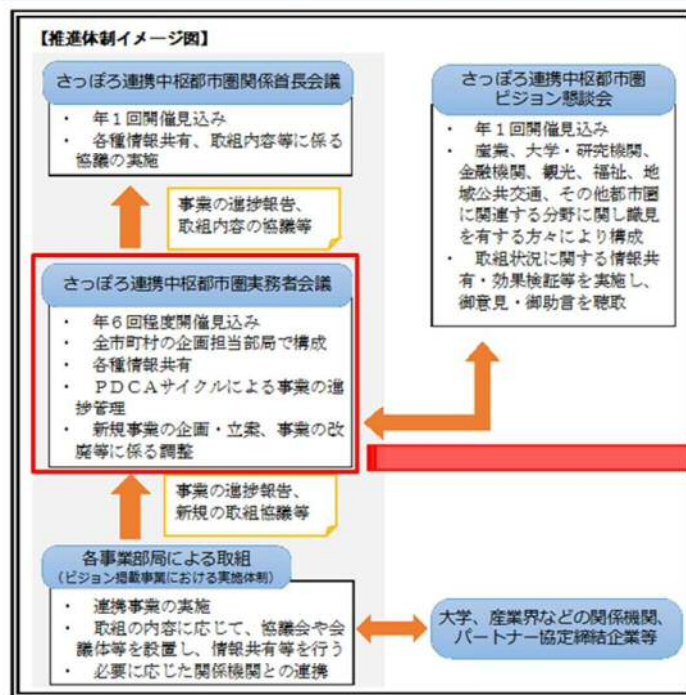 【推進体制イメージ図】
さっぽろ連携中枢都市圏関係首長会議
・ 年１回開催見込み
・ 各種情報共有、取組内容等に係る
協議の実施
事業の進捗報告、
取組内容の協議等
さっぽろ連携中枢都市圏実務者会議
・ 年６回程度開催見込み
・ 全市町村の企画担当部局で構成
・ 各種情報共有
・ ＰＤＣＡサイクルによる事業の進
捗管理
・ 新規事業の企画・立案、事業の改
廃等に係る調整
事業の進捗報告、
新規の取組協議等
各事業部局による取組
（ビジョン掲載事業における実施体制）
・ 連携事業の実施
・ 取組の内容に応じて、協議会や会
議体等を設置し、情報共有等を行う
・ 必要に応じた関係機関との連携
さっぽろ連携中枢都市圏
ビジョン懇談会
・ 年１回開催見込み
・ 産業、大学・研究機関、
金融機関、観光、福祉、地
域公共交通、その他都市圏
に関連する分野に関し識見
を有する方々により構成
・ 取組状況に関する情報共
有・効果検証等を実施し、
御意見・御助言を聴取
大学、産業界などの関係機関、
パートナー協定締結企業等